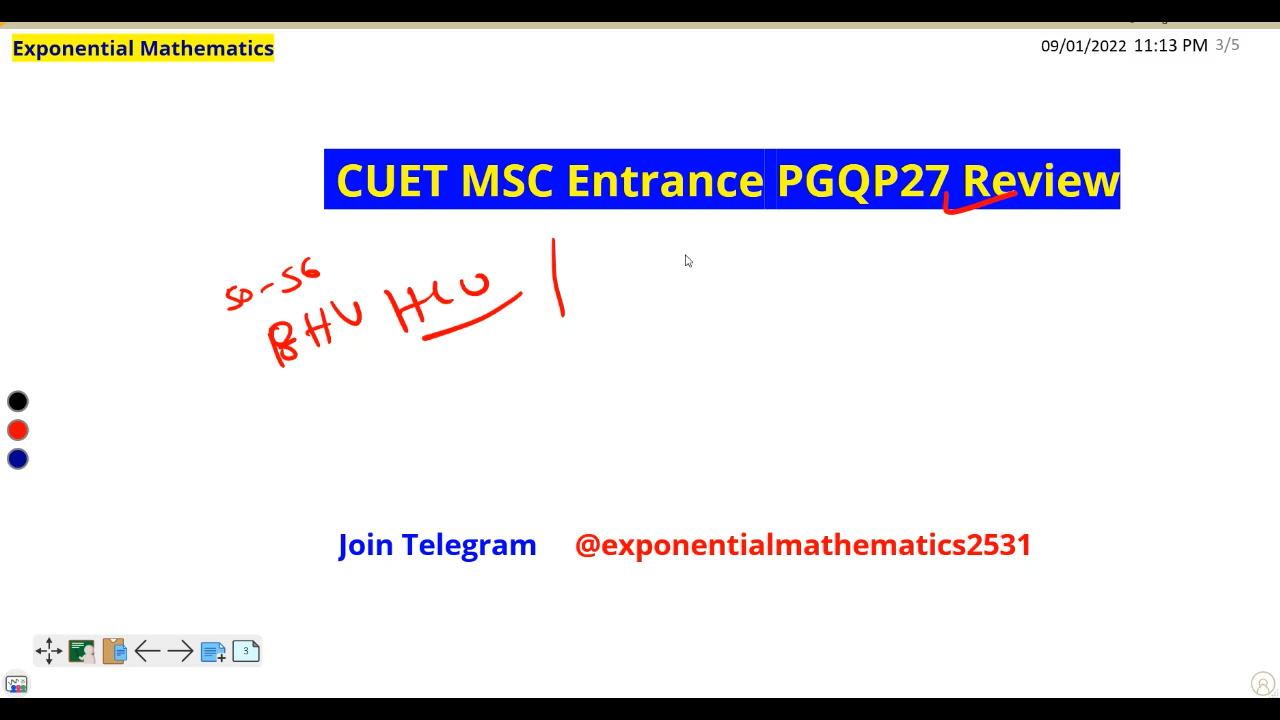 Exponential Mathematics
09/01/2022 11:13 PM 3/5
CUET MSC Entrance PGQP27 Review
50-56
BHU HCU
Join Telegram @exponentialmathematics2531
3